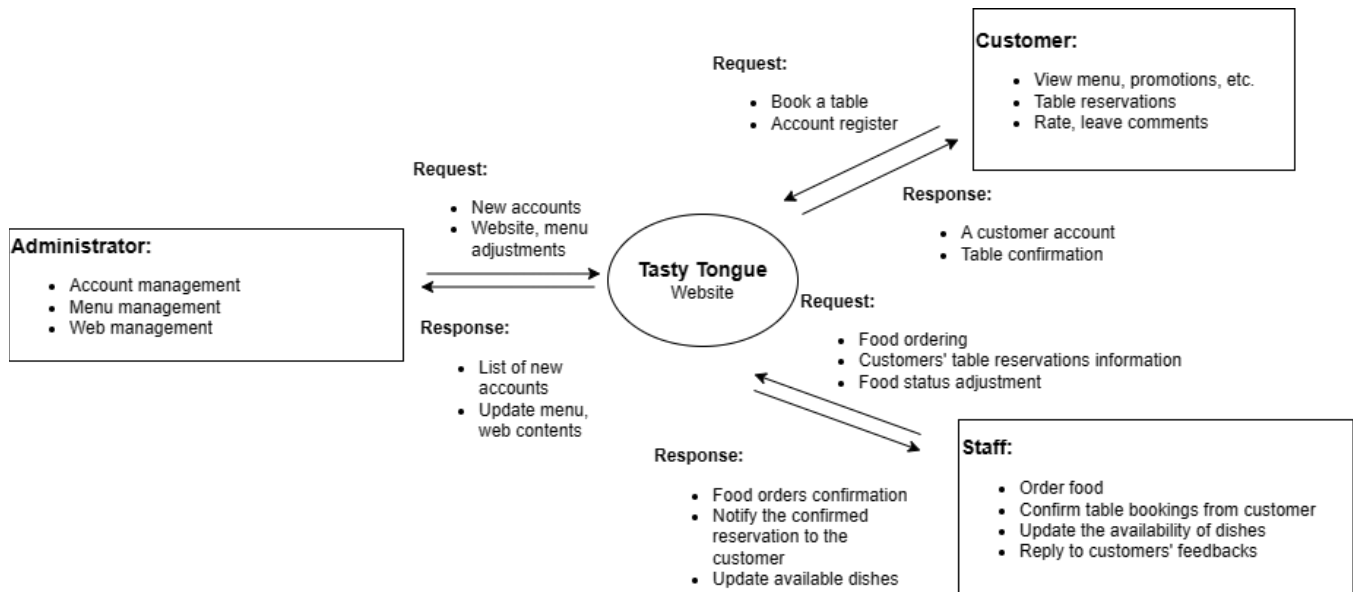 Customer:
• View menu, promotions, etc.
• Table reservations
• Rate, leave comments
Request:
• Book a table
• Account register
Response:
• A customer account
• Table confirmation
Request:
• New accounts
• Website, menu
adjustments
Administrator:
• Account management
• Menu management
• Web management
Response:
• List of new
accounts
• Update menu,
web contents
Tasty Tongue
Website
Request:
• Food ordering
• Customers' table reservations information
• Food status adjustment
Response:
• Food orders confirmation
• Notify the confirmed
reservation to the
customer
• Update available dishes
Staff:
• Order food
• Confirm table bookings from customer
• Update the availability of dishes
• Reply to customers' feedbacks